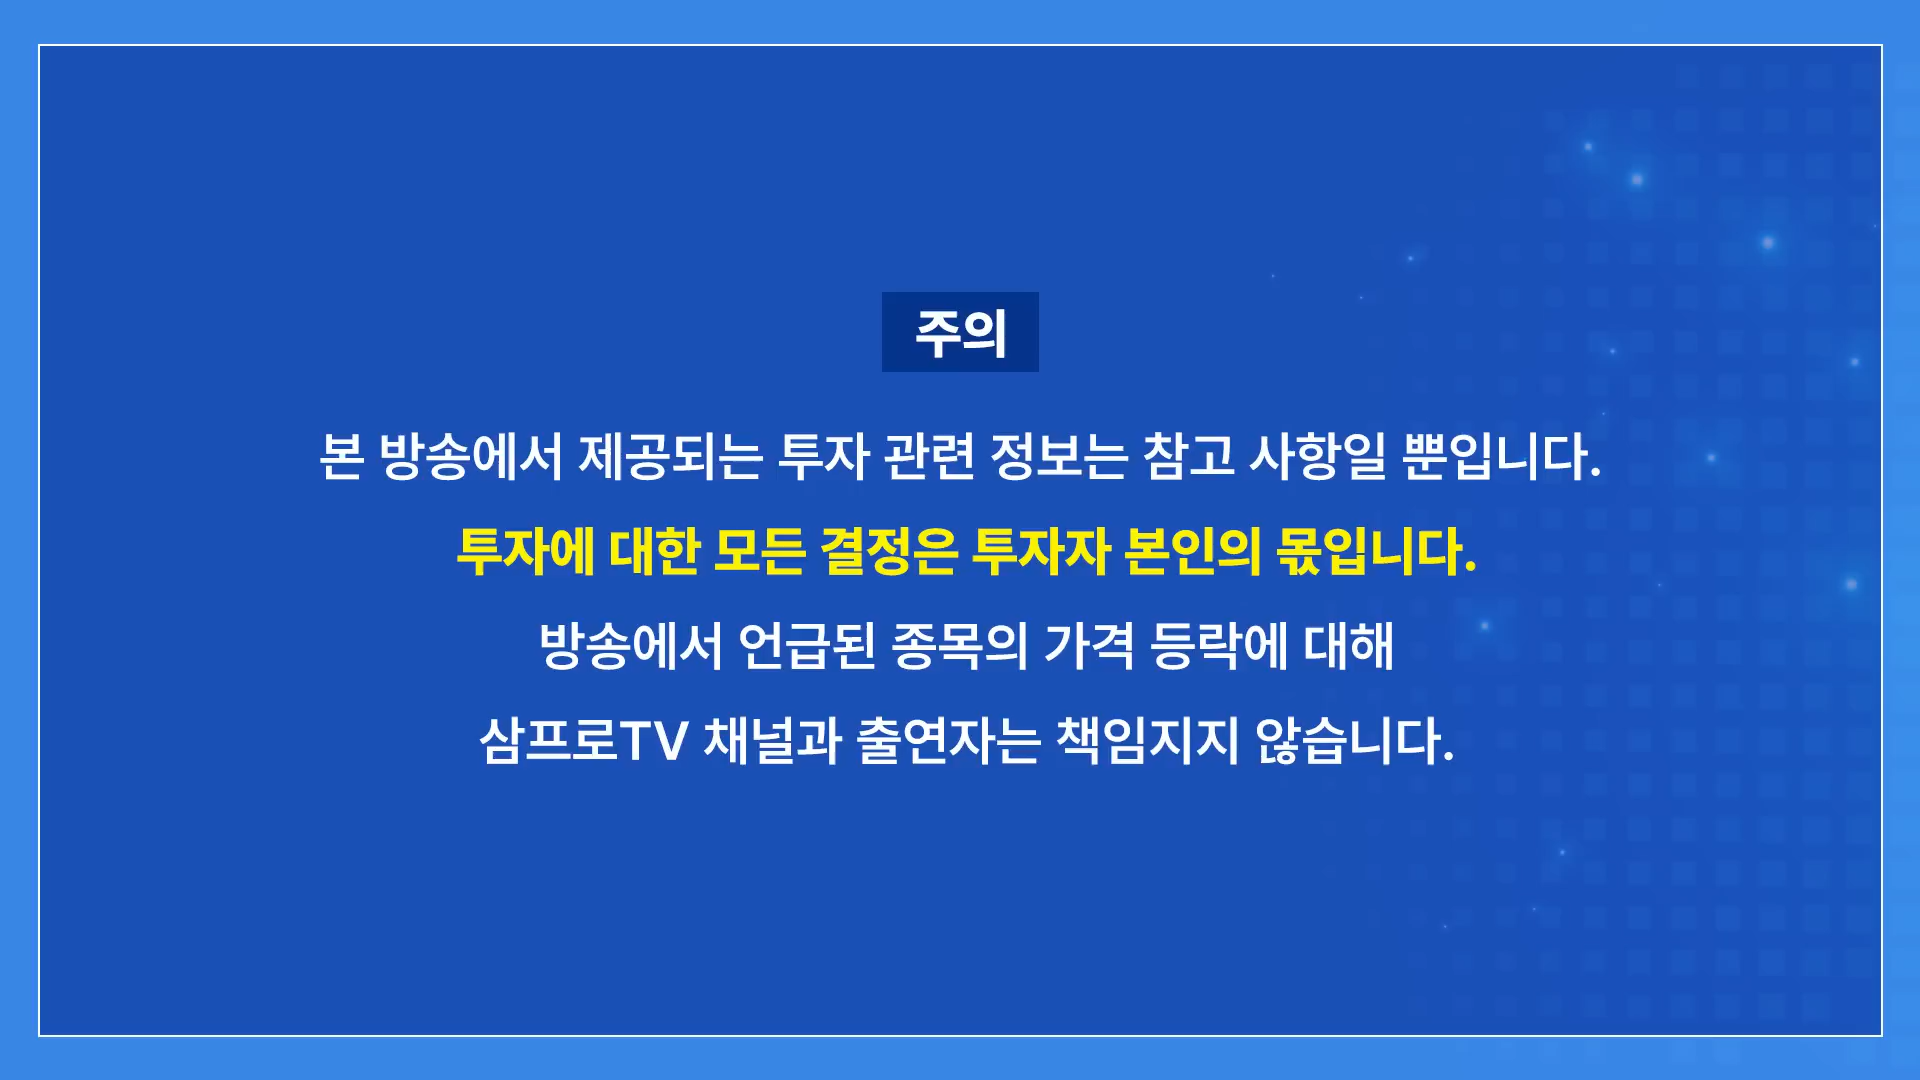 주의
본 방송에서 제공되는 투자 관련 정보는 참고 사항일 뿐입니다.
투자에 대한 모든 결정은 투자자 본인의 몫입니다.
방송에서 언급된 종목의 가격 등락에 대해
삼프로TV 채널과 출연자는 책임지지 않습니다.